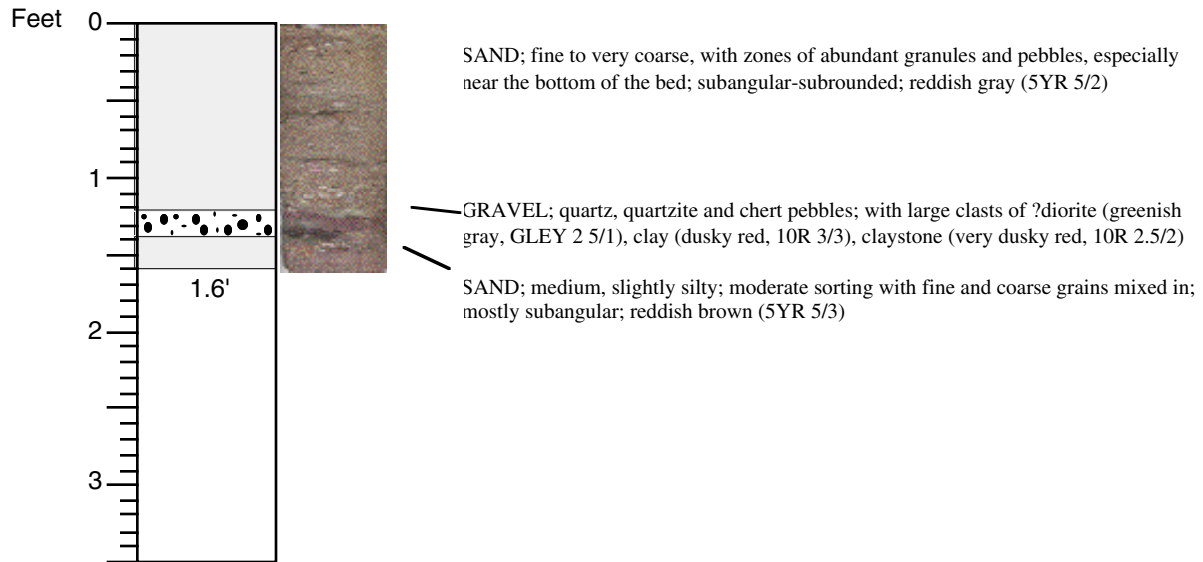 Feet 0
SAND; fine to very coarse, with zones of abundant granules and pebbles, especially
near the bottom of the bed; subangular-subrounded; reddish gray (5YR 5/2)
1
GRAVEL; quartz, quartzite and chert pebbles; with large clasts of ?diorite (greenish
gray, GLEY 2 5/1), clay (dusky red, 10R 3/3), claystone (very dusky red, 10R 2.5/2)
1.6'
SAND; medium, slightly silty; moderate sorting with fine and coarse grains mixed in;
mostly subangular; reddish brown (5YR 5/3)
2
3